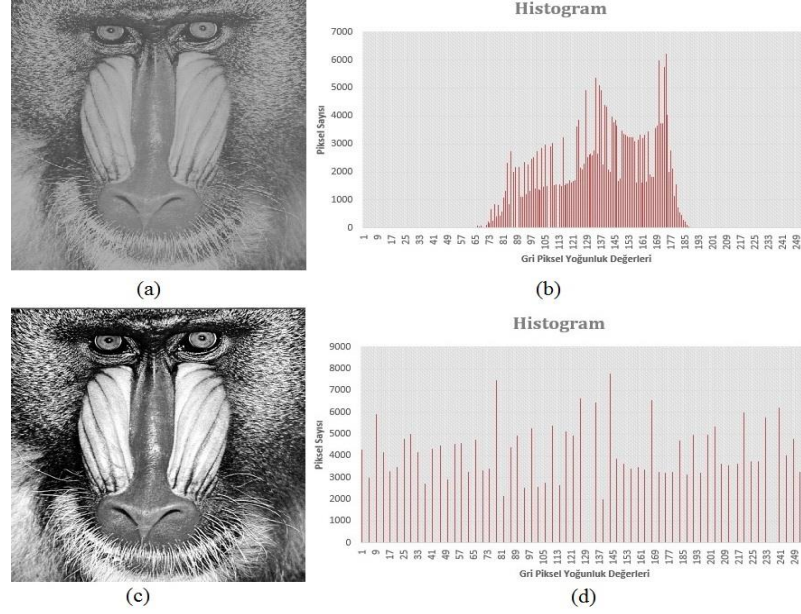 Histogram
7000
6000
5000
4000
3000
2000
1000
0
Piksel Sayısı
1 9 17 25 33 41 49 57 65 73 81 89 97 105 113 121 129 137 145 153 161 169 177 185 193 201 209 217 225 233 241 249
Gri Piksel Yoğunluk Değerleri
(a)
(b)
Histogram
9000
8000
7000
6000
5000
4000
3000
2000
1000
0
Piksel Sayısı
1 9 17 25 33 41 49 57 65 73 81 89 97 105 113 121 129 137 145 153 161 169 177 185 193 201 209 217 225 233 241 249
Gri Piksel Yoğunluk Değerleri
(c)
(d)